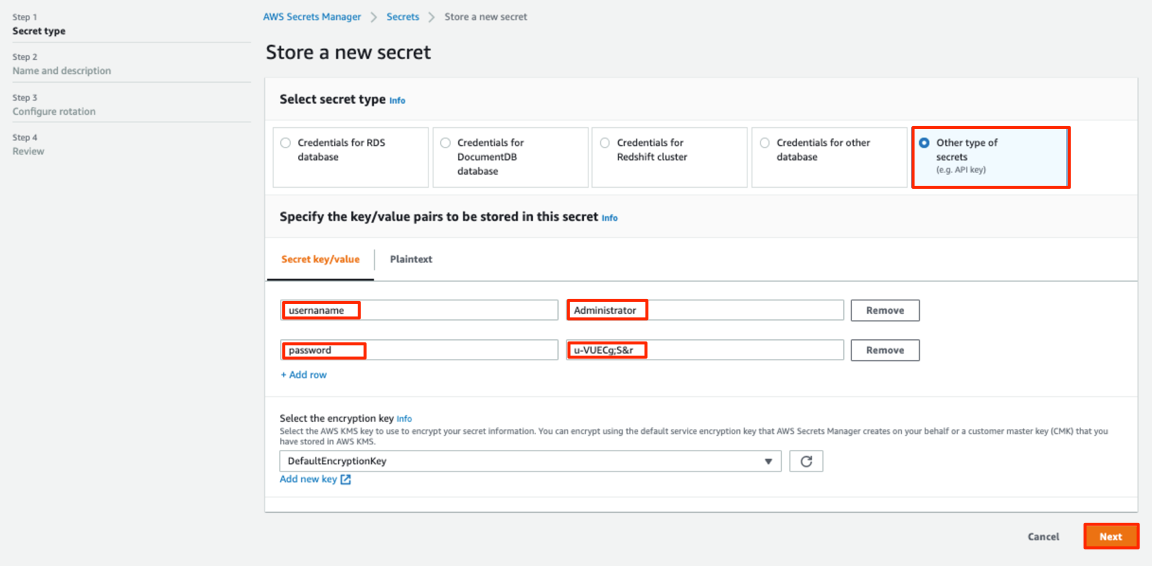 Step 1
Secret type
Step 2
Name and description
Step 3
Configure rotation
Step 4
Review
AWS Secrets Manager > Secrets > Store a new secret
Store a new secret
Select secret type Info
Credentials for RDS
database
Credentials for
DocumentDB
database
Credentials for
Redshift cluster
Credentials for other
database
Other type of
secrets
(e.g. API key)
Specify the key/value pairs to be stored in this secret Info
Secret key/value
Plaintext
usernaname
Administrator
Remove
password
u-VUECg;S&r
Remove
+ Add row
Select the encryption key Info
Select the AWS KMS key to use to encrypt your secret information. You can encrypt using the default service encryption key that AWS Secrets Manager creates on your behalf or a customer master key (CMK) that you
have stored in AWS KMS.
DefaultEncryptionKey
Add new key
Cancel
Next